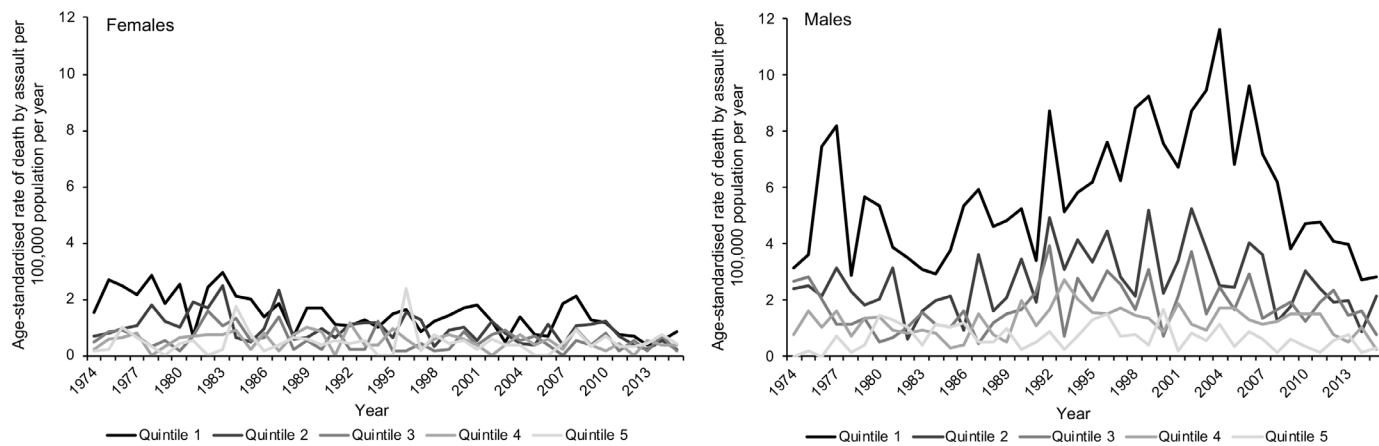 Females
Age-standardised rate of death by assault per
100,000 population per year
12
10
8
6
4
2
0
1974
1977
1980
1983
1986
1989
1992
1995
1998
2001
2004
2007
2010
2013
Year
Quintile 1
Quintile 2
Quintile 3
Quintile 4
Quintile 5
Males
Age-standardised rate of death by assault per
100,000 population per year
12
10
8
6
4
2
0
1974
1977
1980
1983
1986
1989
1992
1995
1998
2001
2004
2007
2010
2013
Year
Quintile 1
Quintile 2
Quintile 3
Quintile 4
Quintile 5